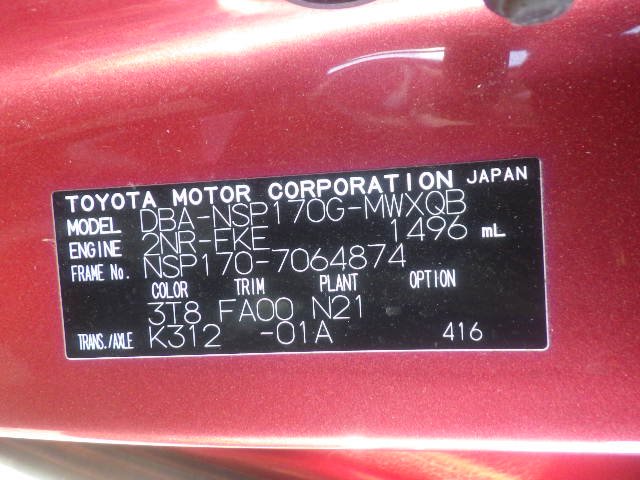 TOYOTA MOTOR CORPORATION JAPAN
MODEL DBA-NSP170G-MWXQB
ENGINE 2NR-FKE 1496 mL
FRAME No. NSP170-7064874
COLOR TRIM PLANT OPTION
3T8 FA00 N21
TRANS./AXLE K312 -01A 416